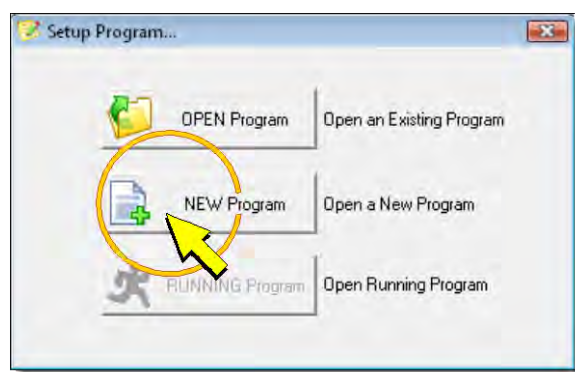 Setup Program...
OPEN Program Open an Existing Program
NEW Program Open a New Program
RUNNING Program Open Running Program